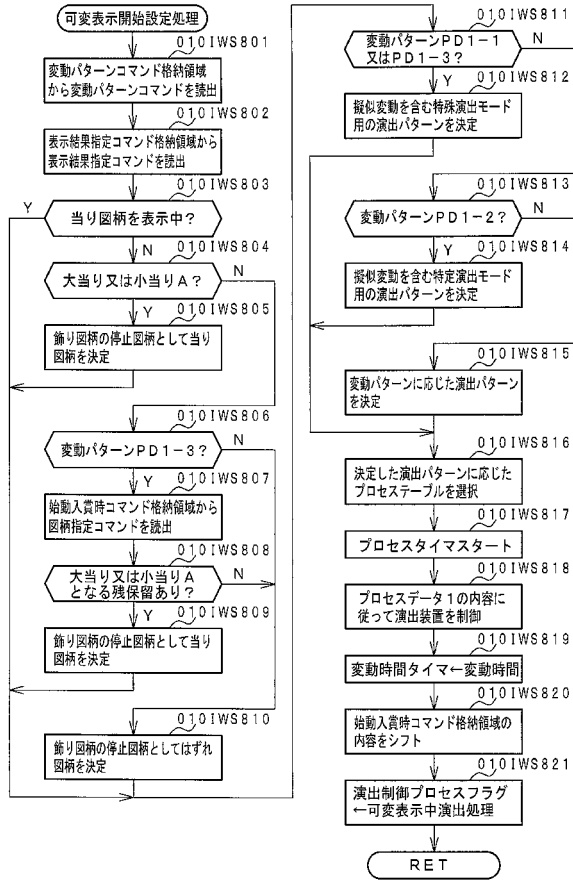 可変表示開始設定処理
010IWS801
変動パターンコマンド格納領域
から変動パターンコマンドを読出
010IWS802
表示結果指定コマンド格納領域から
表示結果指定コマンドを読出
010IWS803
当り図柄を表示中?
Y
N
010IWS804
大当り又は小当りA?
N
Y
010IWS805
飾り図柄の停止図柄として当り
図柄を決定
010IWS806
変動パターンPD1-3?
N
Y
010IWS807
始動入賞時コマンド格納領域から
図柄指定コマンドを読出
010IWS808
大当り又は小当りA
となる残保留あり?
N
Y
010IWS809
飾り図柄の停止図柄として当り
図柄を決定
010IWS810
飾り図柄の停止図柄としてはずれ
図柄を決定
010IWS811
変動パターンPD1-1
又はPD1-3?
N
Y
010IWS812
擬似変動を含む特殊演出モード
用の演出パターンを決定
010IWS813
変動パターンPD1-2?
N
Y
010IWS814
擬似変動を含む特定演出モード
用の演出パターンを決定
010IWS815
変動パターンに応じた演出パターン
を決定
010IWS816
決定した演出パターンに応じた
プロセステーブルを選択
010IWS817
プロセスタイマスタート
010IWS818
プロセスデータ1の内容に
従って演出装置を制御
010IWS819
変動時間タイマ←変動時間
010IWS820
始動入賞時コマンド格納領域の
内容をシフト
010IWS821
演出制御プロセスフラグ
←可変表示中演出処理
RET